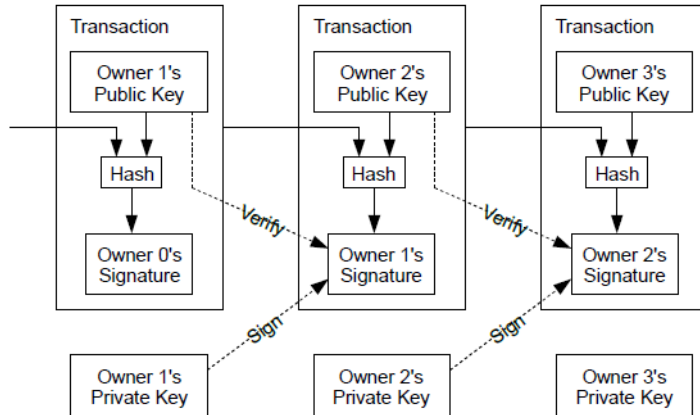 Transaction
Owner 1's
Public Key
Hash
Owner 0's
Signature
Verify
Sign
Owner 1's
Private Key
Transaction
Owner 2's
Public Key
Hash
Owner 1's
Signature
Verify
Sign
Owner 2's
Private Key
Transaction
Owner 3's
Public Key
Hash
Owner 2's
Signature
Owner 3's
Private Key